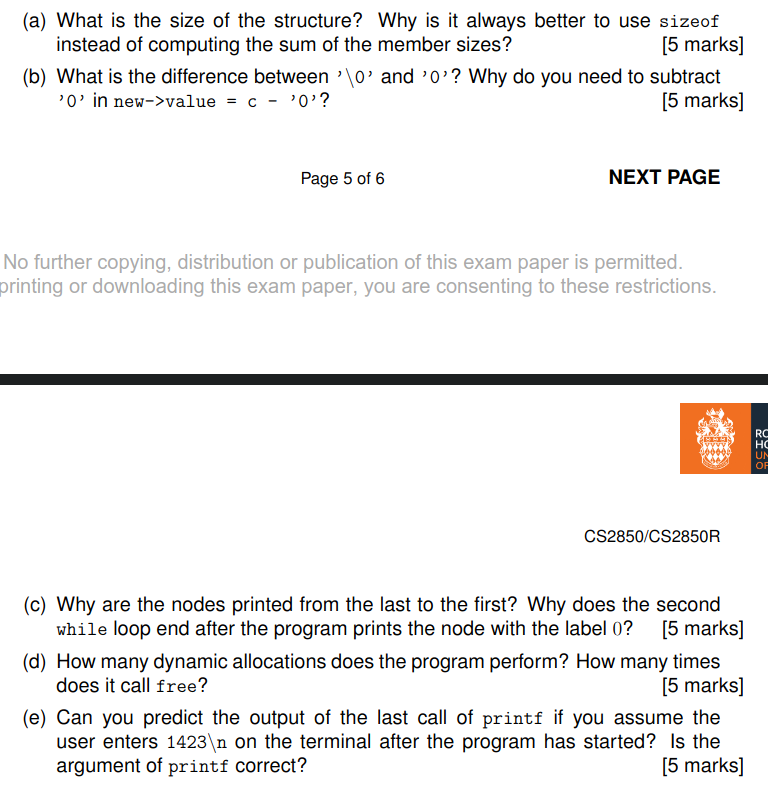 (a) What is the size of the structure? Why is it always better to use sizeof
instead of computing the sum of the member sizes? [5 marks]
(b) What is the difference between ’\0’ and ’0’? Why do you need to subtract
’0’ in new->value = c - ’0’? [5 marks]
Page 5 of 6 NEXT PAGE
No further copying, distribution or publication of this exam paper is permitted.
printing or downloading this exam paper, you are consenting to these restrictions.
RO
HO
UN
OF
CS2850/CS2850R
(c) Why are the nodes printed from the last to the first? Why does the second
while loop end after the program prints the node with the label 0? [5 marks]
(d) How many dynamic allocations does the program perform? How many times
does it call free? [5 marks]
(e) Can you predict the output of the last call of printf if you assume the
user enters 1423\n on the terminal after the program has started? Is the
argument of printf correct? [5 marks]